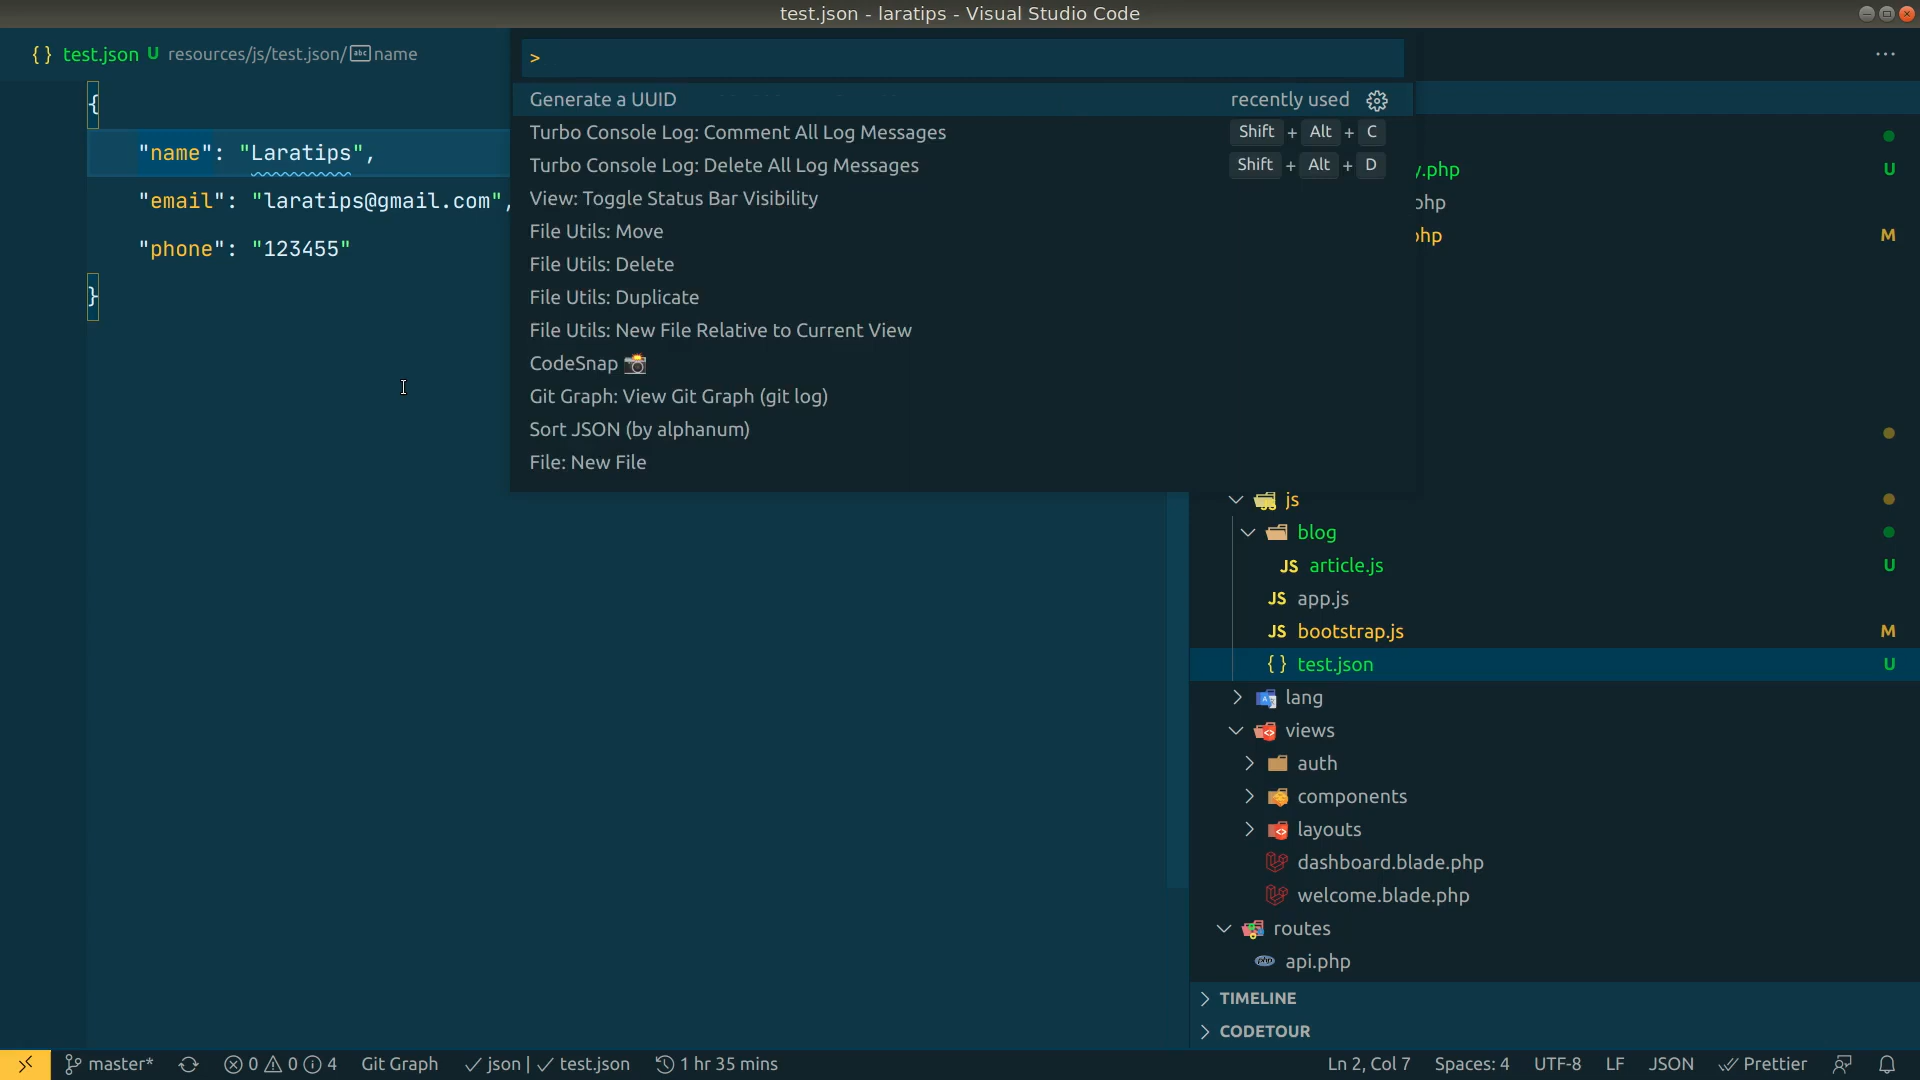 test.json - laratips - Visual Studio Code
{ } test.json U resources/js/test.json/ abc name
>
Generate a UUID recently used
Turbo Console Log: Comment All Log Messages Shift + Alt + C
Turbo Console Log: Delete All Log Messages Shift + Alt + D
View: Toggle Status Bar Visibility
File Utils: Move
File Utils: Delete
File Utils: Duplicate
File Utils: New File Relative to Current View
CodeSnap 📸
Git Graph: View Git Graph (git log)
Sort JSON (by alphanum)
File: New File
{
"name": "Laratips",
"email": "laratips@gmail.com",
"phone": "123455"
}
.php U
php
php M
js
blog
JS article.js U
JS app.js
JS bootstrap.js M
{ } test.json U
lang
views
auth
components
layouts
dashboard.blade.php
welcome.blade.php
routes
php api.php
TIMELINE
CODETOUR
master* 0 0 4 Git Graph ✓ json | ✓ test.json 1 hr 35 mins Ln 2, Col 7 Spaces: 4 UTF-8 LF JSON Prettier